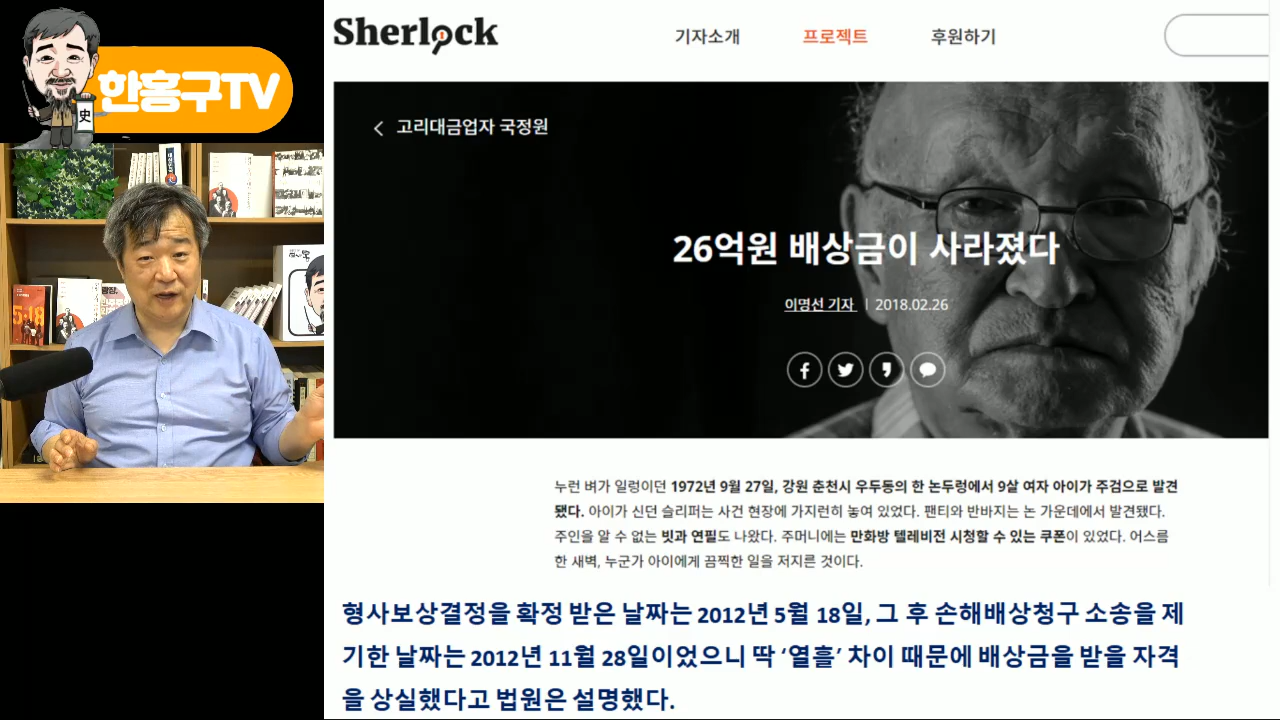 한홍구TV
史
5·18
Sherlock
기자소개
프로젝트
후원하기
고리대금업자 국정원
26억원 배상금이 사라졌다
이명선 기자 | 2018.02.26
누런 벼가 일렁이던 1972년 9월 27일, 강원 춘천시 우두동의 한 논두렁에서 9살 여자 아이가 주검으로 발견
됐다. 아이가 신던 슬리퍼는 사건 현장에 가지런히 놓여 있었다. 팬티와 반바지는 논 가운데에서 발견됐다.
주인을 알 수 없는 빗과 연필도 나왔다. 주머니에는 만화방 텔레비전 시청할 수 있는 쿠폰이 있었다. 어스름
한 새벽, 누군가 아이에게 끔찍한 일을 저지른 것이다.
형사보상결정을 확정 받은 날짜는 2012년 5월 18일, 그 후 손해배상청구 소송을 제
기한 날짜는 2012년 11월 28일이었으니 딱 ‘열흘’ 차이 때문에 배상금을 받을 자격
을 상실했다고 법원은 설명했다.